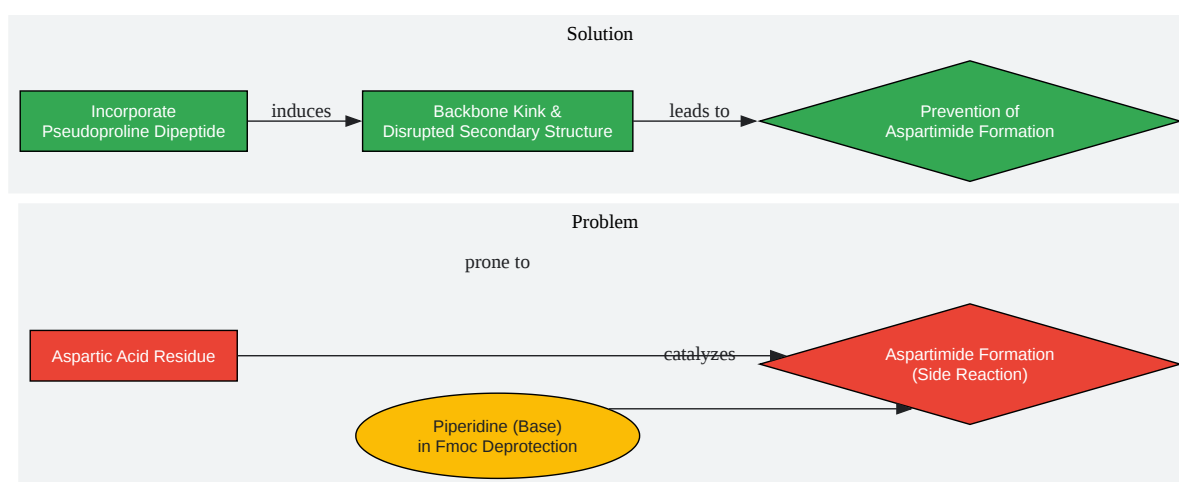 Solution
Incorporate
Pseudoproline Dipeptide
induces
Backbone Kink &
Disrupted Secondary Structure
leads to
Prevention of
Aspartimide Formation
Problem
prone to
Aspartic Acid Residue
catalyzes
Aspartimide Formation
(Side Reaction)
Piperidine (Base)
in Fmoc Deprotection